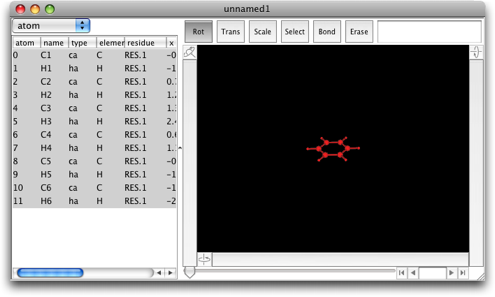 unnamed1
atom
Rot Trans Scale Select Bond Erase
atom name type elemer residue x
0 C1 ca C RES.1 -0
1 H1 ha H RES.1 -1
2 C2 ca C RES.1 0.
3 H2 ha H RES.1 1.2
4 C3 ca C RES.1 1.
5 H3 ha H RES.1 2.4
6 C4 ca C RES.1 0.6
7 H4 ha H RES.1 1.
8 C5 ca C RES.1 -0
9 H5 ha H RES.1 -1
10 C6 ca C RES.1 -1
11 H6 ha H RES.1 -2